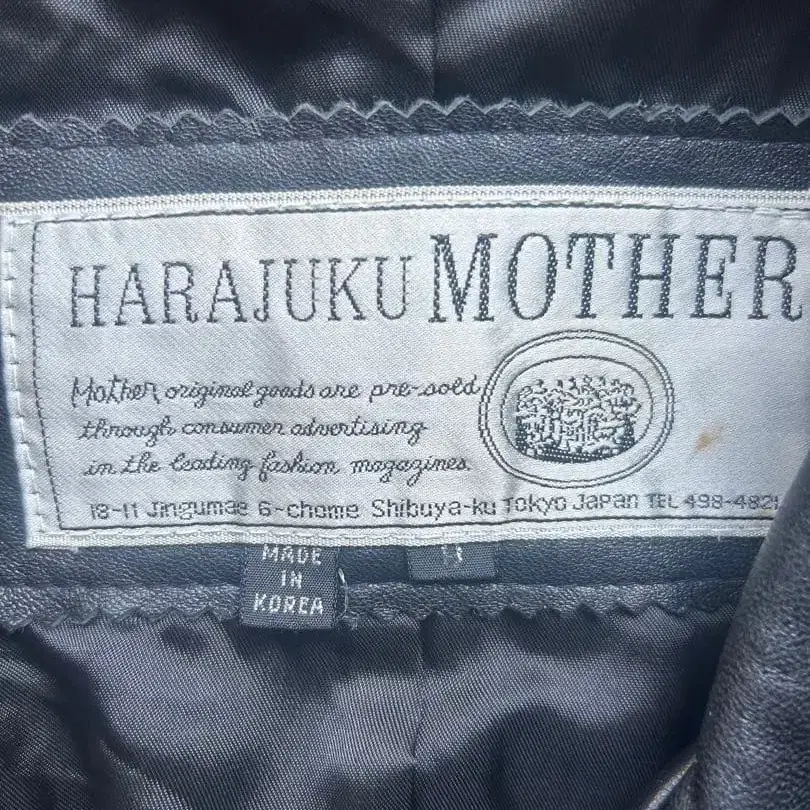 HARAJUKU MOTHER
Mother original goods are pre-sold
through consumer advertising
in the leading fashion magazines.
18-11 Jingumae 6-chome Shibuya-ku Tokyo Japan TEL 498-4821
MADE
IN
KOREA